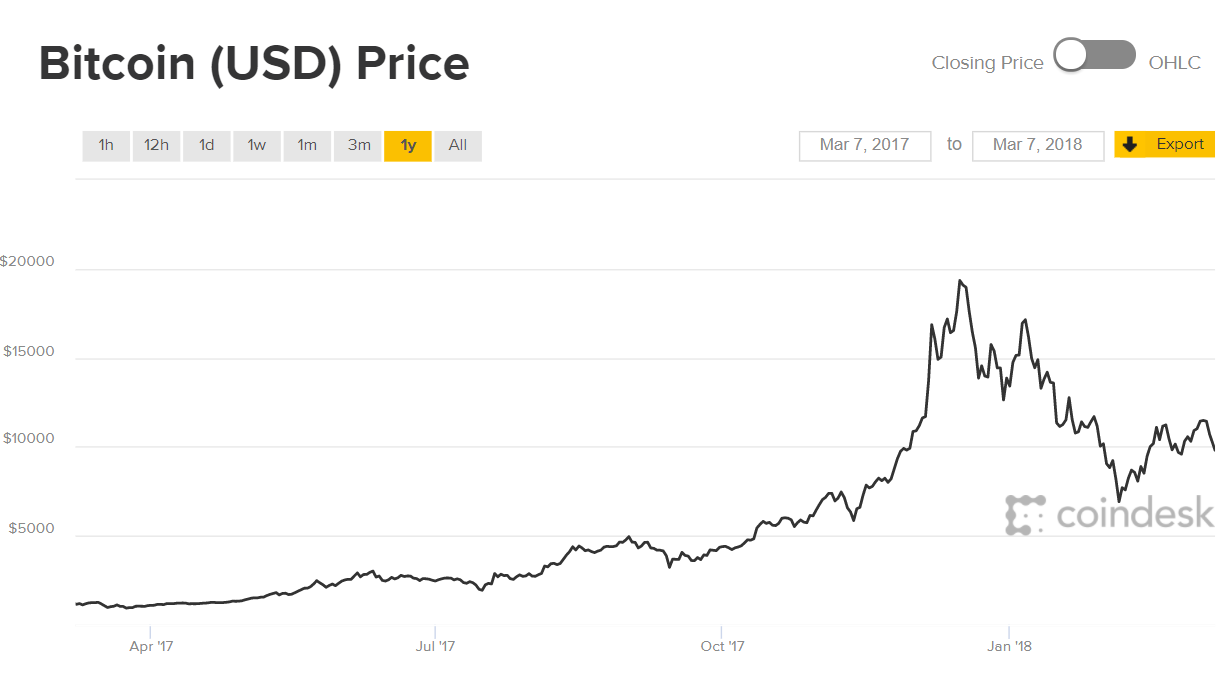 Bitcoin (USD) Price
Closing Price OHLC
1h 12h 1d 1w 1m 3m 1y All Mar 7, 2017 to Mar 7, 2018 Export
$20000
$15000
$10000
$5000
coindesk
Apr '17 Jul '17 Oct '17 Jan '18